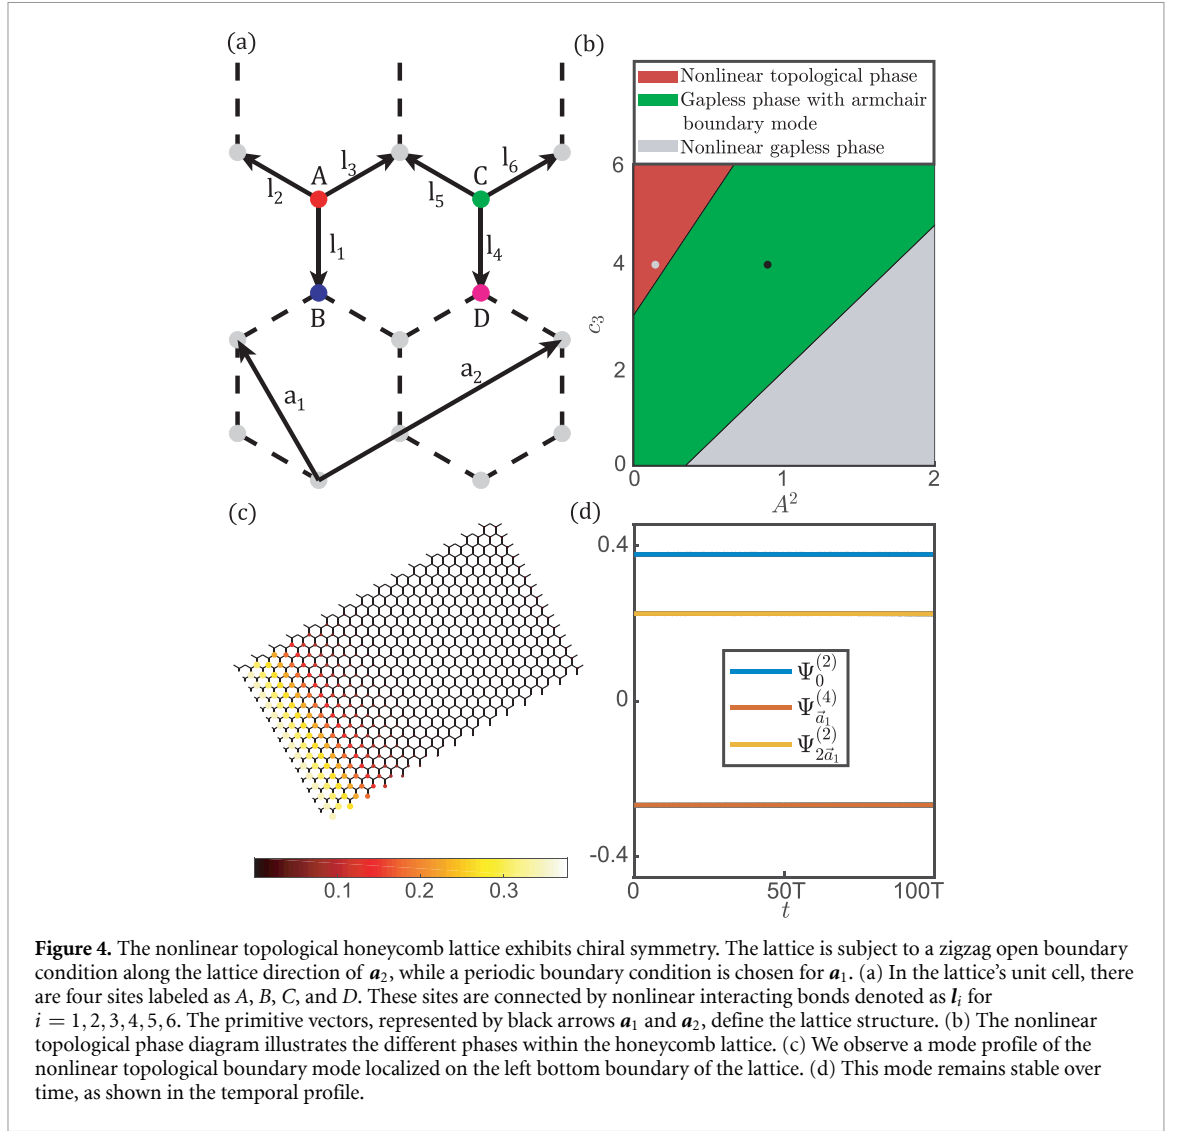 (a)
l2
A
l3
l5
C
l6
l1
l4
B
D
a1
a2
(b)
Nonlinear topological phase
Gapless phase with armchair
boundary mode
Nonlinear gapless phase
6
4
c3
2
0
0
1
2
A²
(c)
0.1
0.2
0.3
(d)
0.4
0
-0.4
Ψ_0^(2)
Ψ_{\vec{a}_1}^(4)
Ψ_{2\vec{a}_1}^(2)
0
50T
100T
t
Figure 4. The nonlinear topological honeycomb lattice exhibits chiral symmetry. The lattice is subject to a zigzag open boundary
condition along the lattice direction of a2, while a periodic boundary condition is chosen for a1. (a) In the lattice's unit cell, there
are four sites labeled as A, B, C, and D. These sites are connected by nonlinear interacting bonds denoted as li for
i = 1,2,3,4,5,6. The primitive vectors, represented by black arrows a1 and a2, define the lattice structure. (b) The nonlinear
topological phase diagram illustrates the different phases within the honeycomb lattice. (c) We observe a mode profile of the
nonlinear topological boundary mode localized on the left bottom boundary of the lattice. (d) This mode remains stable over
time, as shown in the temporal profile.